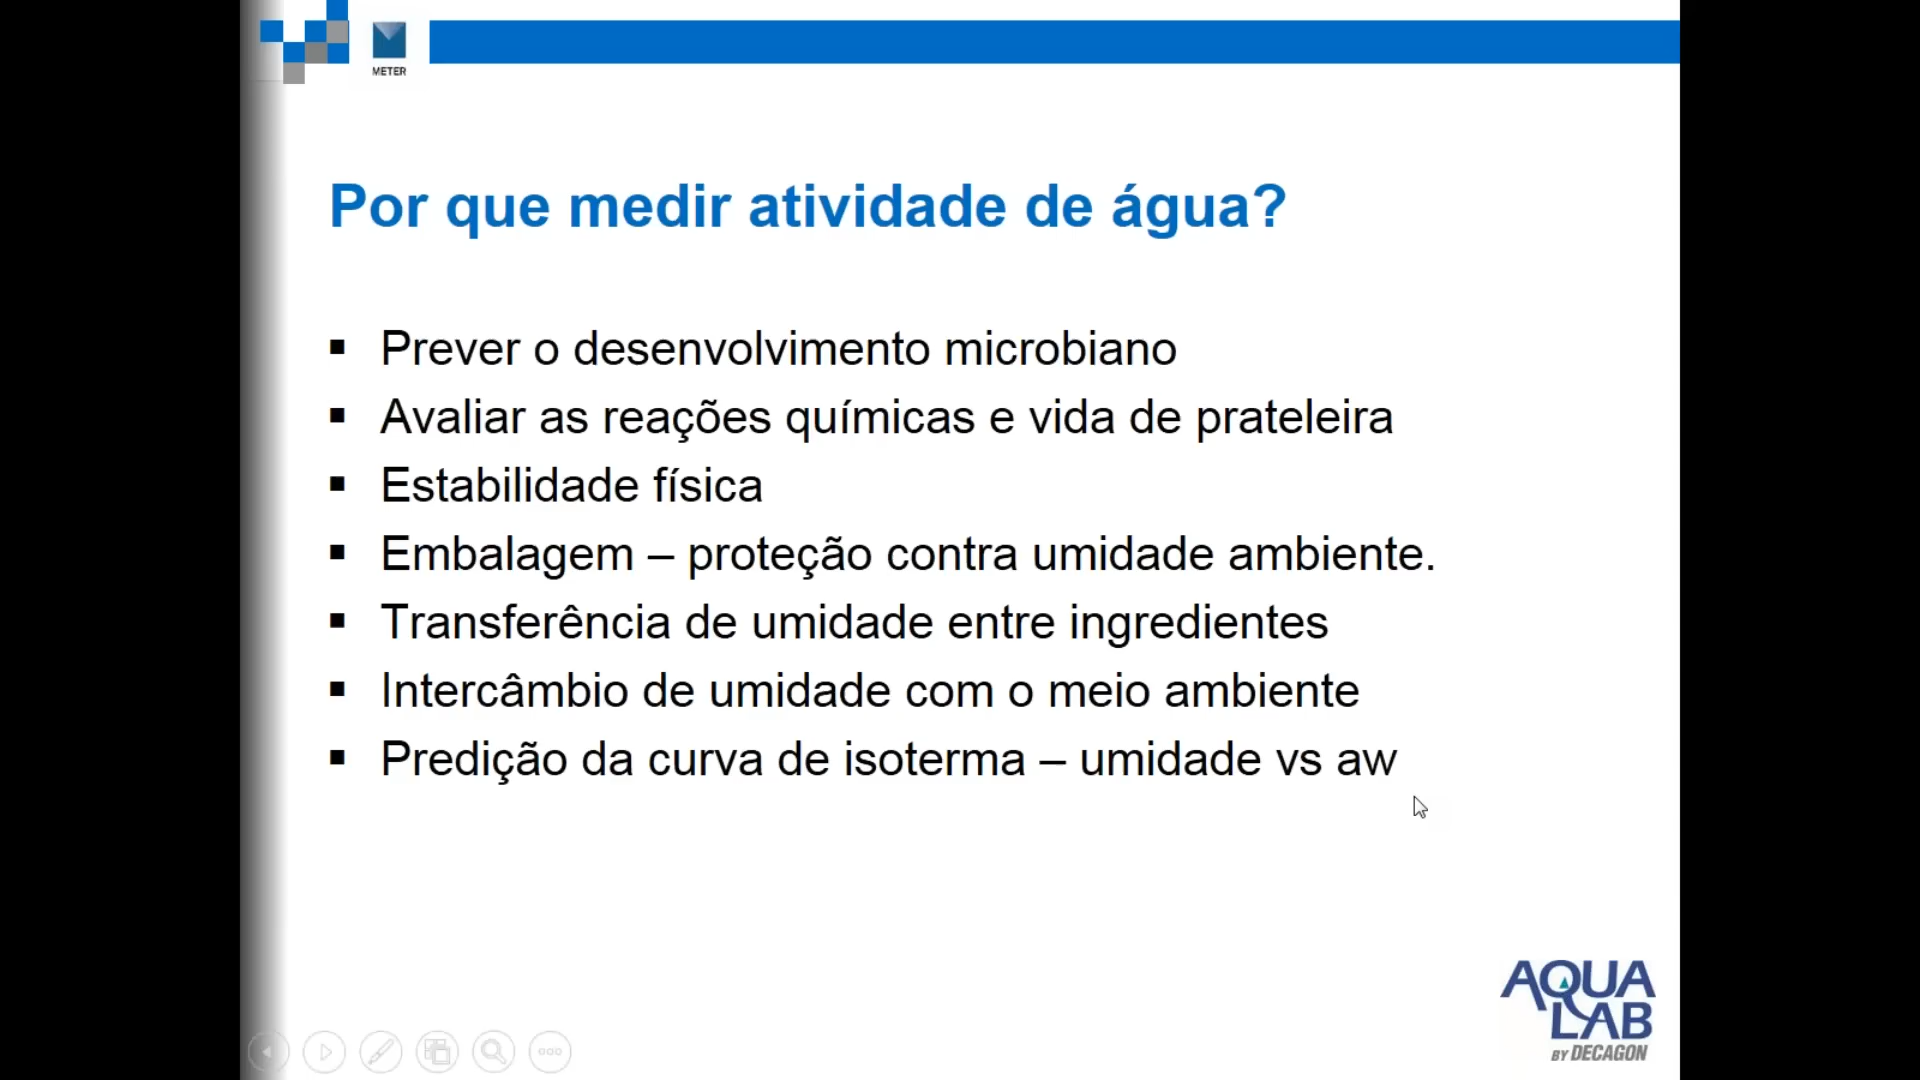 METER
Por que medir atividade de água?
▪ Prever o desenvolvimento microbiano
▪ Avaliar as reações químicas e vida de prateleira
▪ Estabilidade física
▪ Embalagem – proteção contra umidade ambiente.
▪ Transferência de umidade entre ingredientes
▪ Intercâmbio de umidade com o meio ambiente
▪ Predição da curva de isoterma – umidade vs aw
AQUA
LAB
BY DECAGON